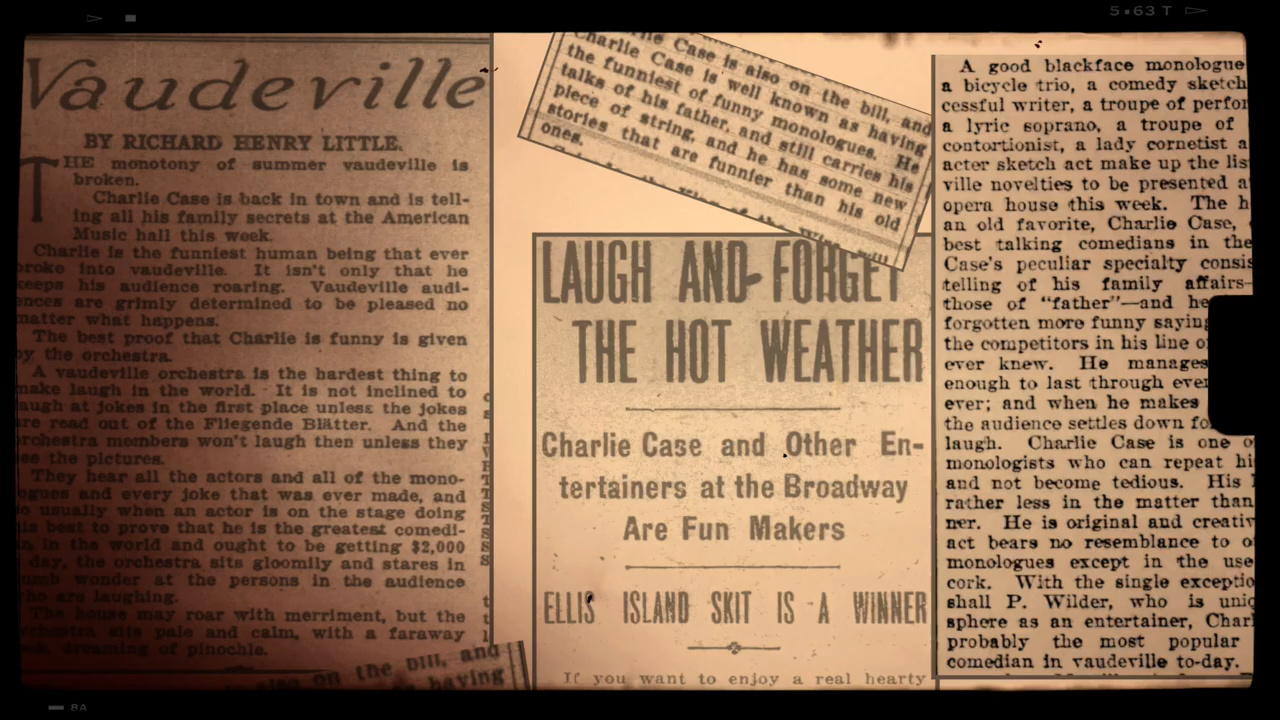 5•63 T
Vaudeville
BY RICHARD HENRY LITTLE.
THE monotony of summer vaudeville is
broken.
Charlie Case is back in town and is tell-
ing all his family secrets at the American
Music hall this week.
Charlie is the funniest human being that ever
broke into vaudeville. It isn't only that he
keeps his audience roaring. Vaudeville audi-
ences are grimly determined to be pleased no
matter what happens.
The best proof that Charlie is funny is given
by the orchestra.
A vaudeville orchestra is the hardest thing to
make laugh in the world. It is not inclined to
laugh at jokes in the first place unless the jokes
are read out of the Fliegende Blätter. And the
orchestra members won't laugh then unless they
see the pictures.
They hear all the actors and all of the mono-
ogues and every joke that was ever made, and
so usually when an actor is on the stage doing
his best to prove that he is the greatest comedi-
an in the world and ought to be getting $2,000
a day, the orchestra sits gloomily and stares in
dumb wonder at the persons in the audience
who are laughing.
The house may roar with merriment, but the
orchestra sits pale and calm, with a faraway
look, dreaming of pinochle.
also on the bill, and
as having
Charlie Case is also on the bill, and
Charlie Case is well known as having
the funniest of funny monologues. He
talks of his father, and still carries his
piece of string, and he has some new
stories that are funnier than his old
ones.
LAUGH AND FORGET
THE HOT WEATHER
Charlie Case and Other En-
tertainers at the Broadway
Are Fun Makers
ELLIS ISLAND SKIT IS A WINNER
If you want to enjoy a real hearty
A good blackface monologue
a bicycle trio, a comedy sketch
cessful writer, a troupe of perfor
a lyric soprano, a troupe of
contortionist, a lady cornetist a
acter sketch act make up the lis
ville novelties to be presented a
opera house this week. The h
an old favorite, Charlie Case,
best talking comedians in the
Case's peculiar specialty consis
telling of his family affairs—
those of "father"—and he
forgotten more funny saying
the competitors in his line o
ever knew. He manages
enough to last through ever
ever; and when he makes
the audience settles down fo
laugh. Charlie Case is one o
monologists who can repeat hi
and not become tedious. His
rather less in the matter than
ner. He is original and creativ
act bears no resemblance to o
monologues except in the use
cork. With the single exceptio
shall P. Wilder, who is uniq
sphere as an entertainer, Charl
probably the most popular
comedian in vaudeville to-day.
8A